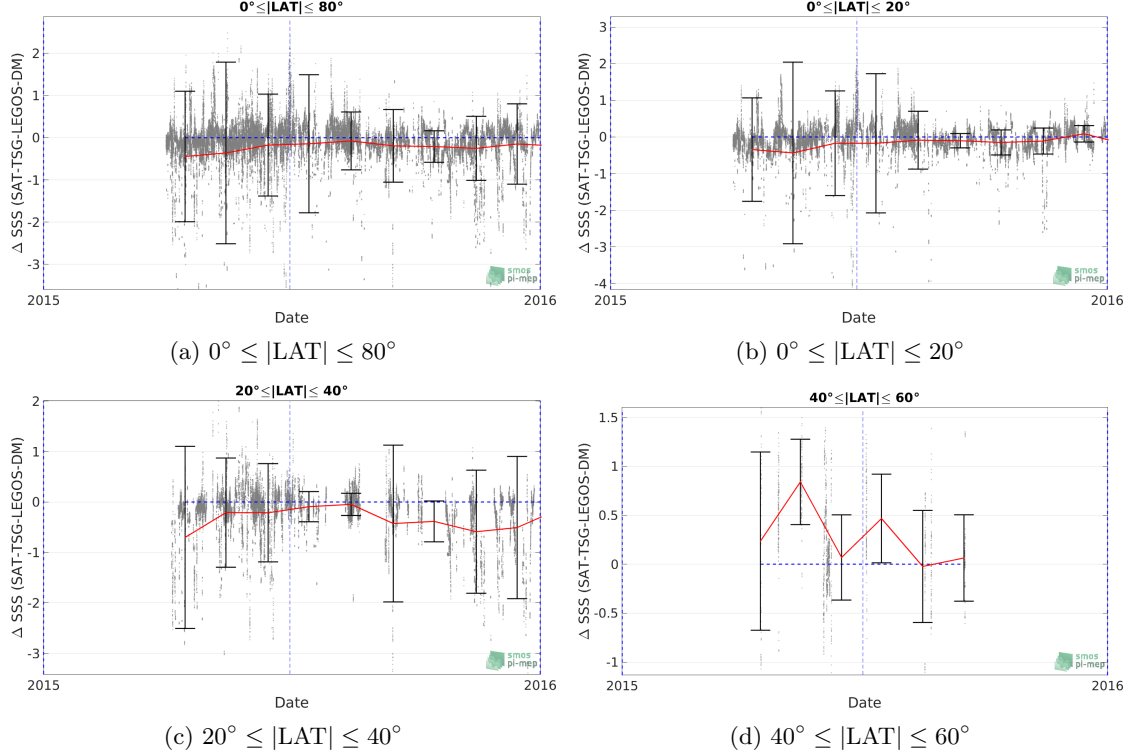 0°≤|LAT|≤ 80°
Δ SSS (SAT-TSG-LEGOS-DM)
2
1
0
-1
-2
-3
2015
2016
Date
smos
pi-mep
(a) 0° ≤ |LAT| ≤ 80°
0°≤|LAT|≤ 20°
Δ SSS (SAT-TSG-LEGOS-DM)
3
2
1
0
-1
-2
-3
-4
2015
2016
Date
smos
pi-mep
(b) 0° ≤ |LAT| ≤ 20°
20°≤|LAT|≤ 40°
Δ SSS (SAT-TSG-LEGOS-DM)
2
1
0
-1
-2
-3
2015
2016
Date
smos
pi-mep
(c) 20° ≤ |LAT| ≤ 40°
40°≤|LAT|≤ 60°
Δ SSS (SAT-TSG-LEGOS-DM)
1.5
1
0.5
0
-0.5
-1
2015
2016
Date
smos
pi-mep
(d) 40° ≤ |LAT| ≤ 60°